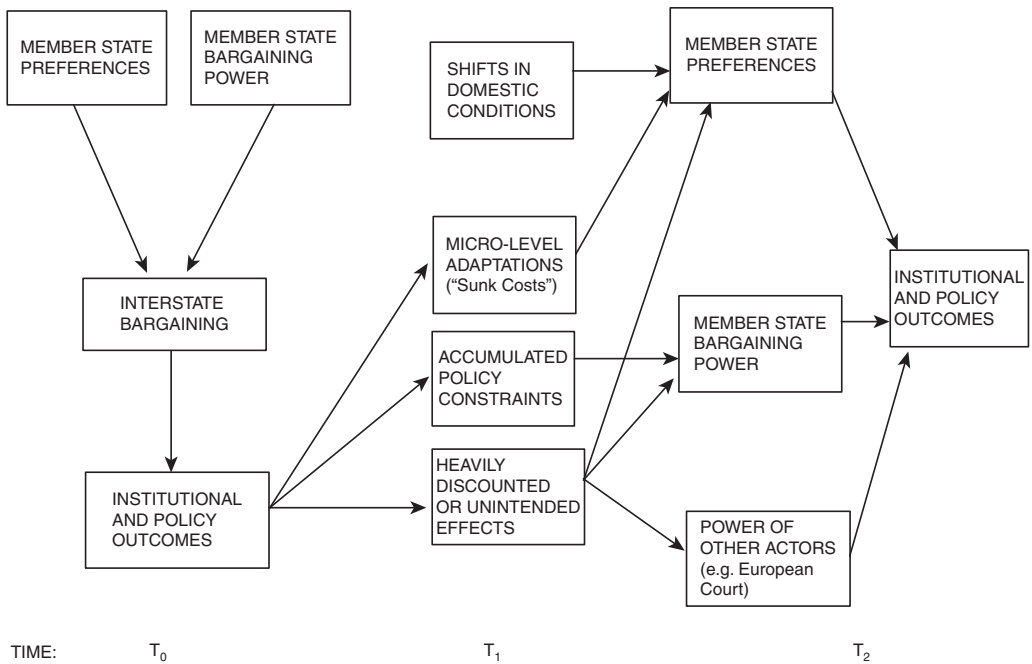 MEMBER STATE
PREFERENCES
MEMBER STATE
BARGAINING
POWER
INTERSTATE
BARGAINING
INSTITUTIONAL
AND POLICY
OUTCOMES
SHIFTS IN
DOMESTIC
CONDITIONS
MICRO-LEVEL
ADAPTATIONS
(“Sunk Costs”)
ACCUMULATED
POLICY
CONSTRAINTS
HEAVILY
DISCOUNTED
OR UNINTENDED
EFFECTS
MEMBER STATE
PREFERENCES
MEMBER STATE
BARGAINING
POWER
POWER OF
OTHER ACTORS
(e.g. European
Court)
INSTITUTIONAL
AND POLICY
OUTCOMES
TIME: T₀ T₁ T₂